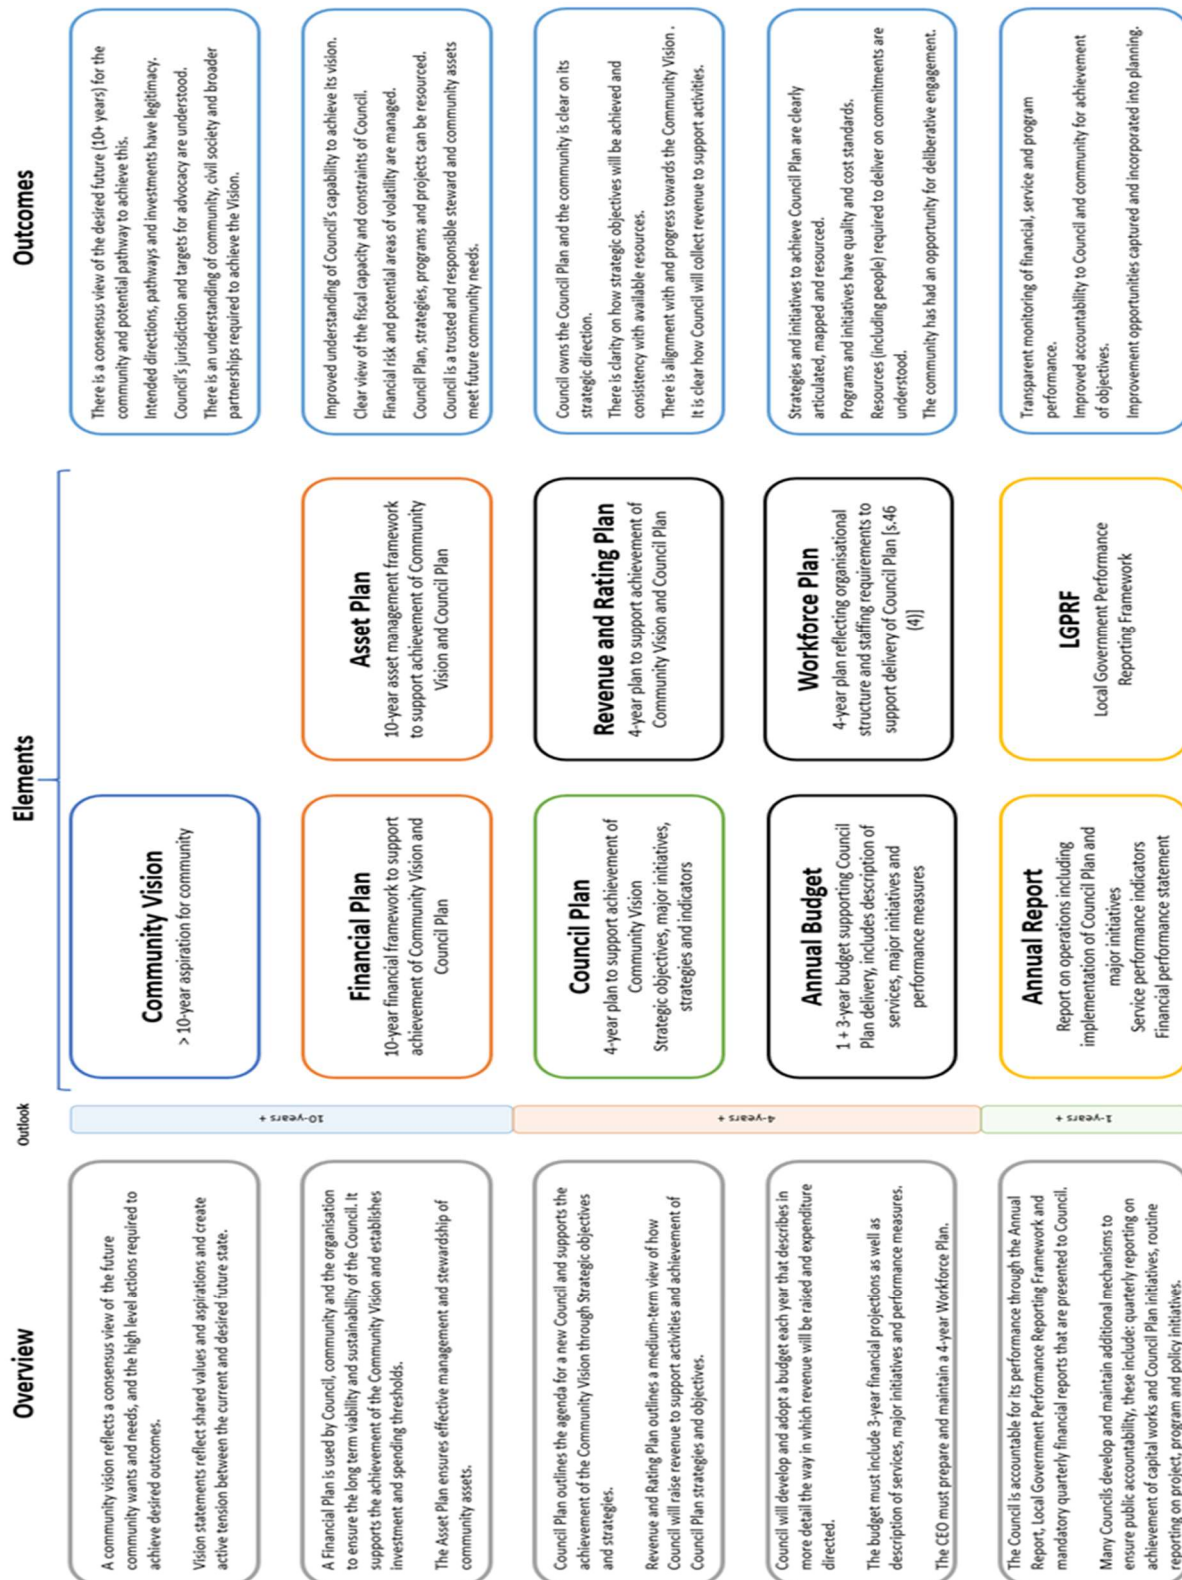 Overview
Outlook
Elements
Outcomes
A community vision reflects a consensus view of the future
community wants and needs, and the high level actions required to
achieve desired outcomes.
Vision statements reflect shared values and aspirations and create
active tension between the current and desired future state.
10-years +
Community Vision
> 10-year aspiration for community
There is a consensus view of the desired future (10+ years) for the
community and potential pathway to achieve this.
Intended directions, pathways and investments have legitimacy.
Council's jurisdiction and targets for advocacy are understood.
There is an understanding of community, civil society and broader
partnerships required to achieve the Vision.
A Financial Plan is used by Council, community and the organisation
to ensure the long term viability and sustainability of the Council. It
supports the achievement of the Community Vision and establishes
investment and spending thresholds.
The Asset Plan ensures effective management and stewardship of
community assets.
Financial Plan
10-year financial framework to support
achievement of Community Vision and
Council Plan
Asset Plan
10-year asset management framework
to support achievement of Community
Vision and Council Plan
Improved understanding of Council's capability to achieve its vision.
Clear view of the fiscal capacity and constraints of Council.
Financial risk and potential areas of volatility are managed.
Council Plan, strategies, programs and projects can be resourced.
Council is a trusted and responsible steward and community assets
meet future community needs.
Council Plan outlines the agenda for a new Council and supports the
achievement of the Community Vision through Strategic objectives
and strategies.
Revenue and Rating Plan outlines a medium-term view of how
Council will raise revenue to support activities and achievement of
Council Plan strategies and objectives.
4-years +
Council Plan
4-year plan to support achievement of
Community Vision
Strategic objectives, major initiatives,
strategies and indicators
Revenue and Rating Plan
4-year plan to support achievement of
Community Vision and Council Plan
Council owns the Council Plan and the community is clear on its
strategic direction.
There is clarity on how strategic objectives will be achieved and
consistency with available resources.
There is alignment with and progress towards the Community Vision .
It is clear how Council will collect revenue to support activities.
Council will develop and adopt a budget each year that describes in
more detail the way in which revenue will be raised and expenditure
directed.
The budget must include 3-year financial projections as well as
description of services, major initiatives and performance measures.
The CEO must prepare and maintain a 4-year Workforce Plan.
Annual Budget
1 + 3-year budget supporting Council
Plan delivery, includes description of
services, major initiatives and
performance measures
Workforce Plan
4-year plan reflecting organisational
structure and staffing requirements to
support delivery of Council Plan [s.46
(4)]
Strategies and initiatives to achieve Council Plan are clearly
articulated, mapped and resourced.
Programs and initiatives have quality and cost standards.
Resources (including people) required to deliver on commitments are
understood.
The community has had an opportunity for deliberative engagement.
The Council is accountable for its performance through the Annual
Report, Local Government Performance Reporting Framework and
mandatory quarterly financial reports that are presented to Council.
Many Councils develop and maintain additional mechanisms to
ensure public accountability, these include: quarterly reporting on
achievement of capital works and Council Plan initiatives, routine
reporting on project, program and policy initiatives.
1-years +
Annual Report
Report on operations including
implementation of Council Plan and
major initiatives
Service performance indicators
Financial performance statement
LGPRF
Local Government Performance
Reporting Framework
Transparent monitoring of financial, service and program
performance.
Improved accountability to Council and community for achievement
of objectives.
Improvement opportunities captured and incorporated into planning.